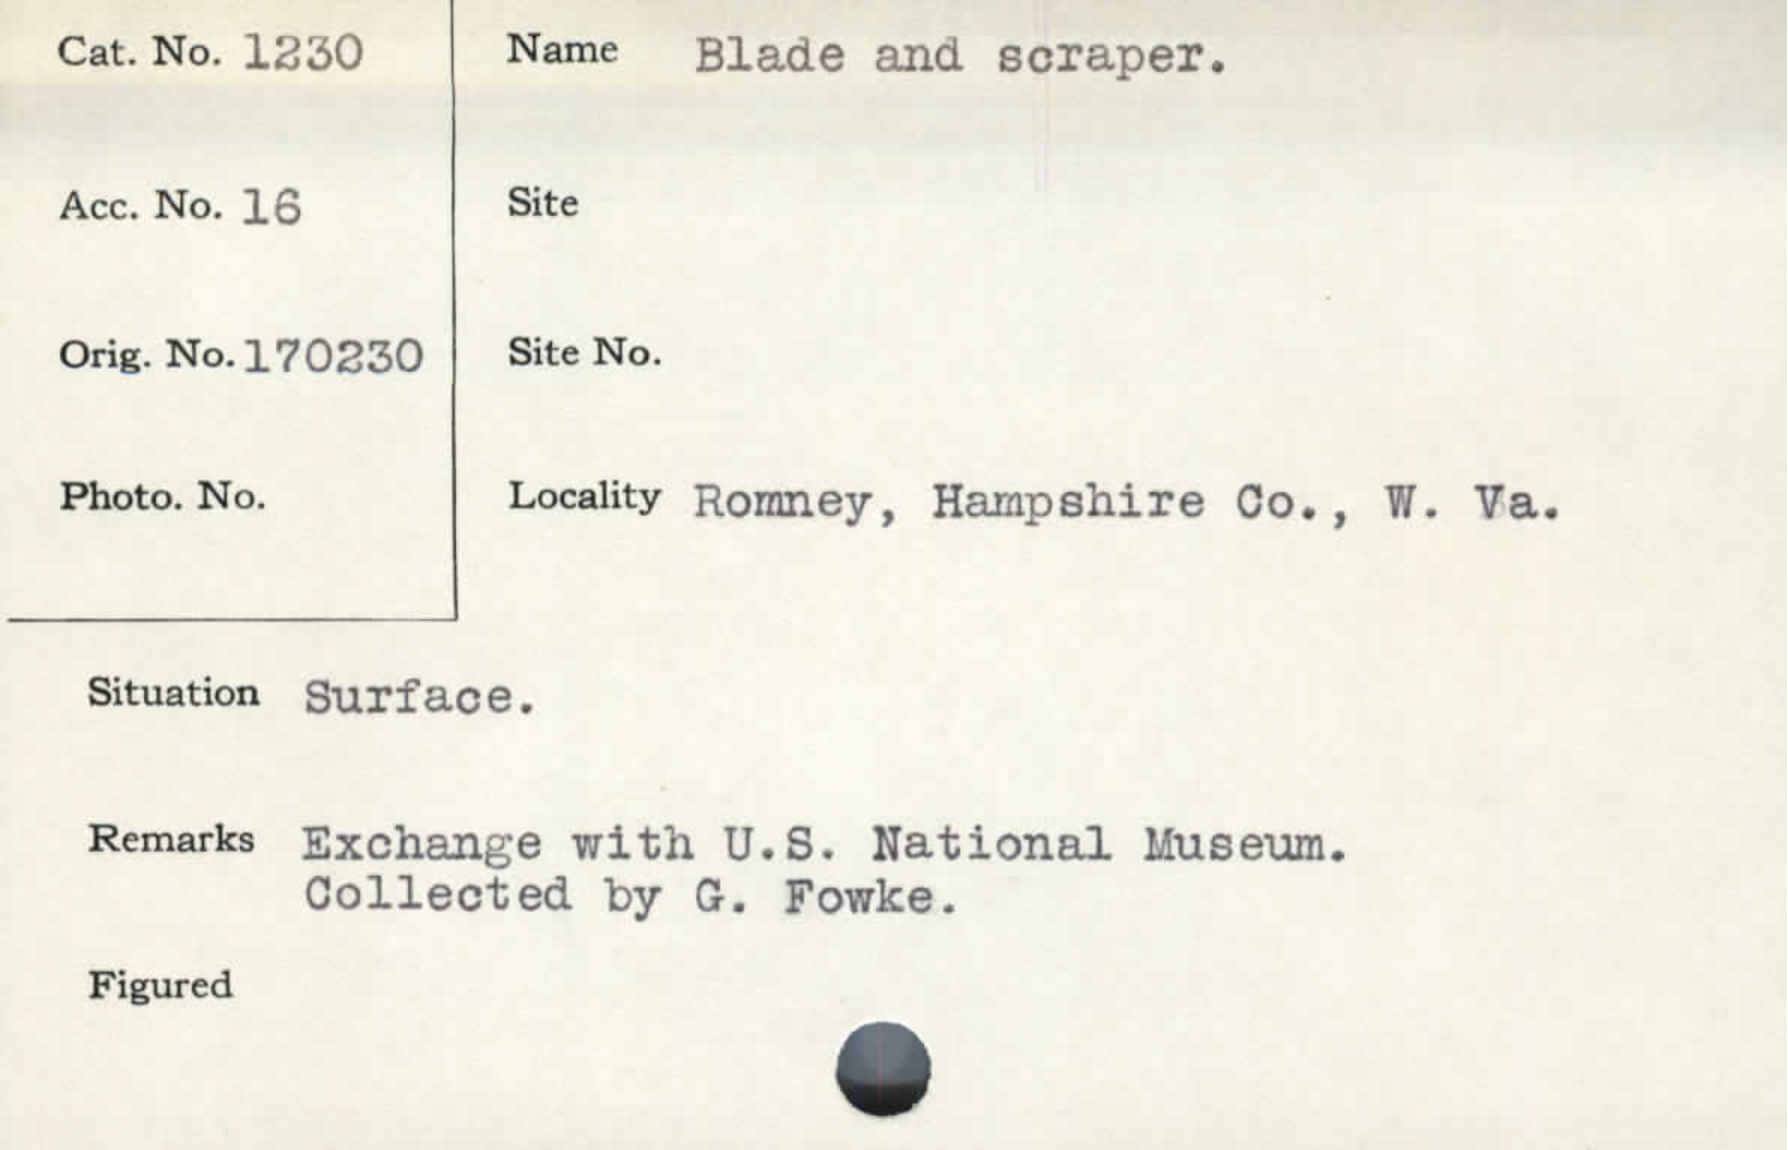 Cat. No. 1230
Name Blade and scraper.
Acc. No. 16
Site
Orig. No. 170230
Site No.
Photo. No.
Locality Romney, Hampshire Co., W. Va.
Situation Surface.
Remarks Exchange with U.S. National Museum.
Collected by G. Fowke.
Figured